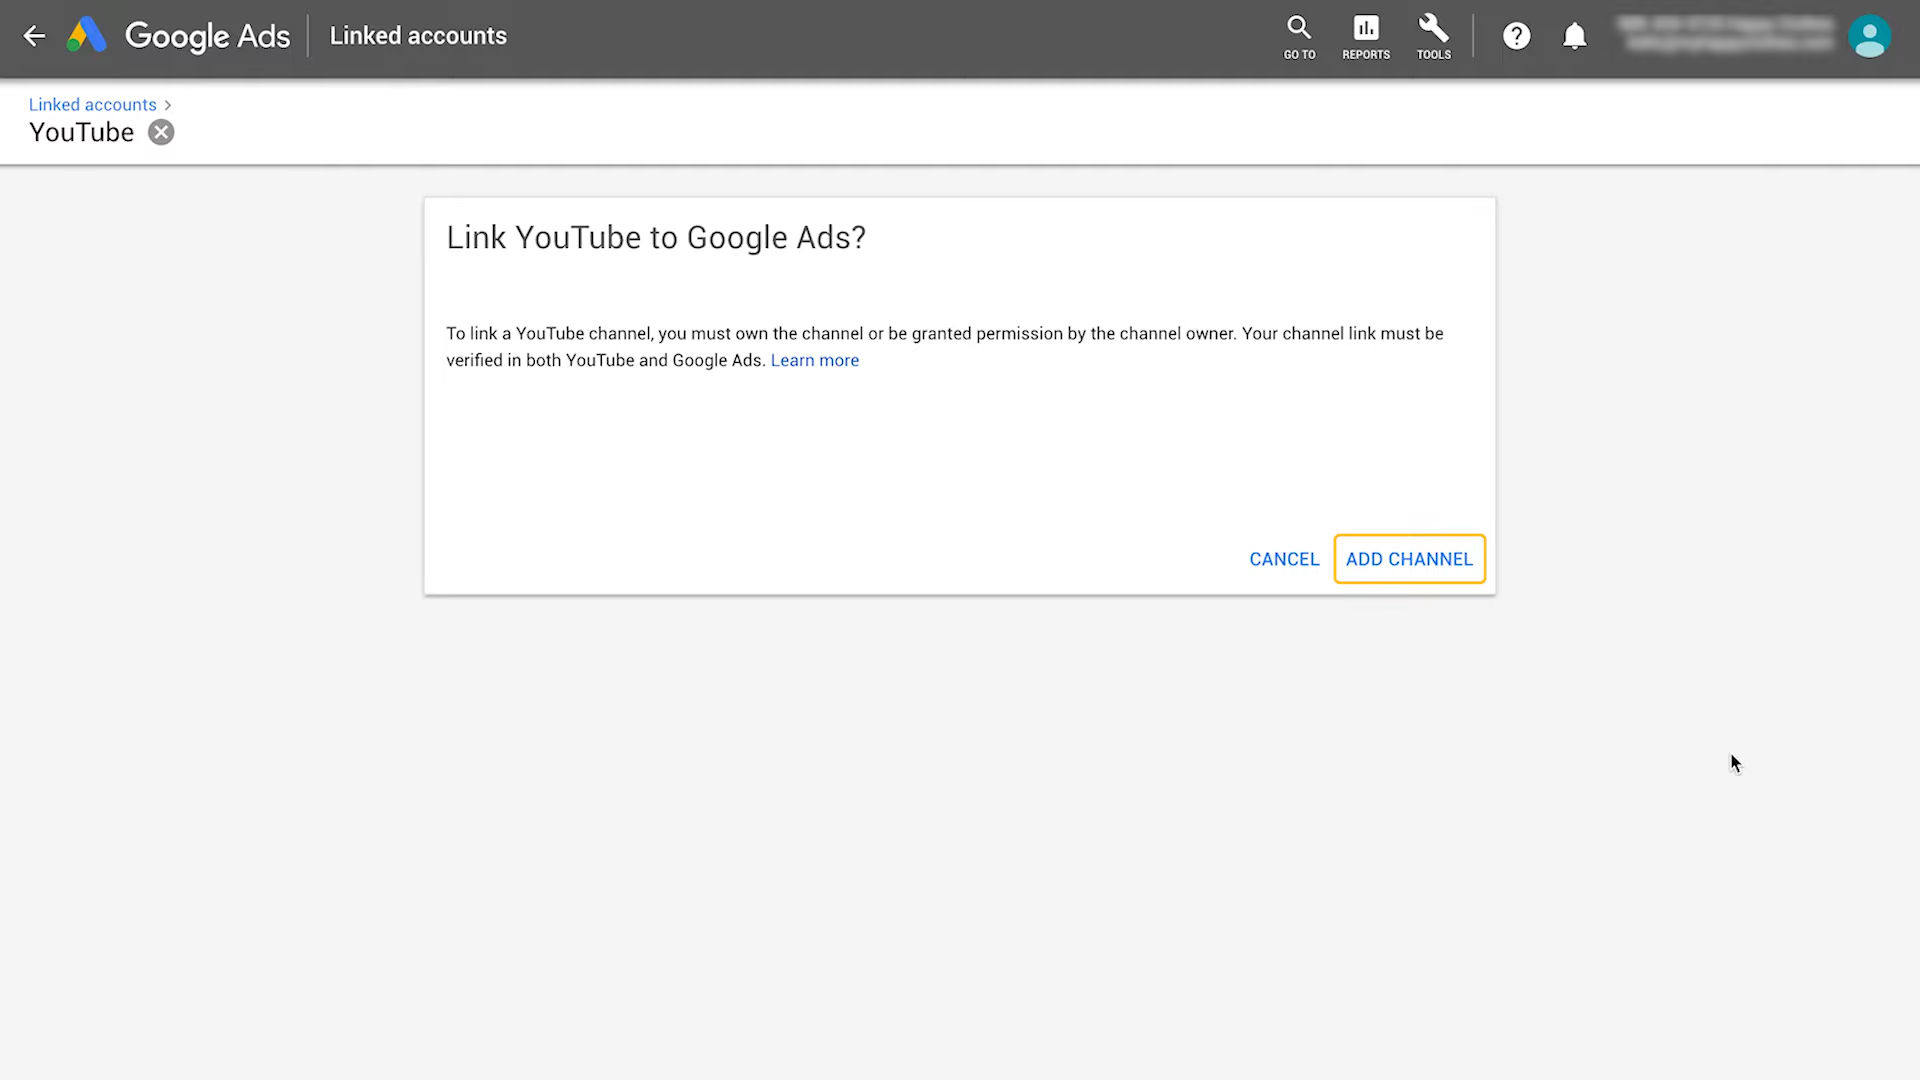 Google Ads
Linked accounts
GO TO
REPORTS
TOOLS
Linked accounts
YouTube
Link YouTube to Google Ads?
To link a YouTube channel, you must own the channel or be granted permission by the channel owner. Your channel link must be
verified in both YouTube and Google Ads. Learn more
CANCEL
ADD CHANNEL